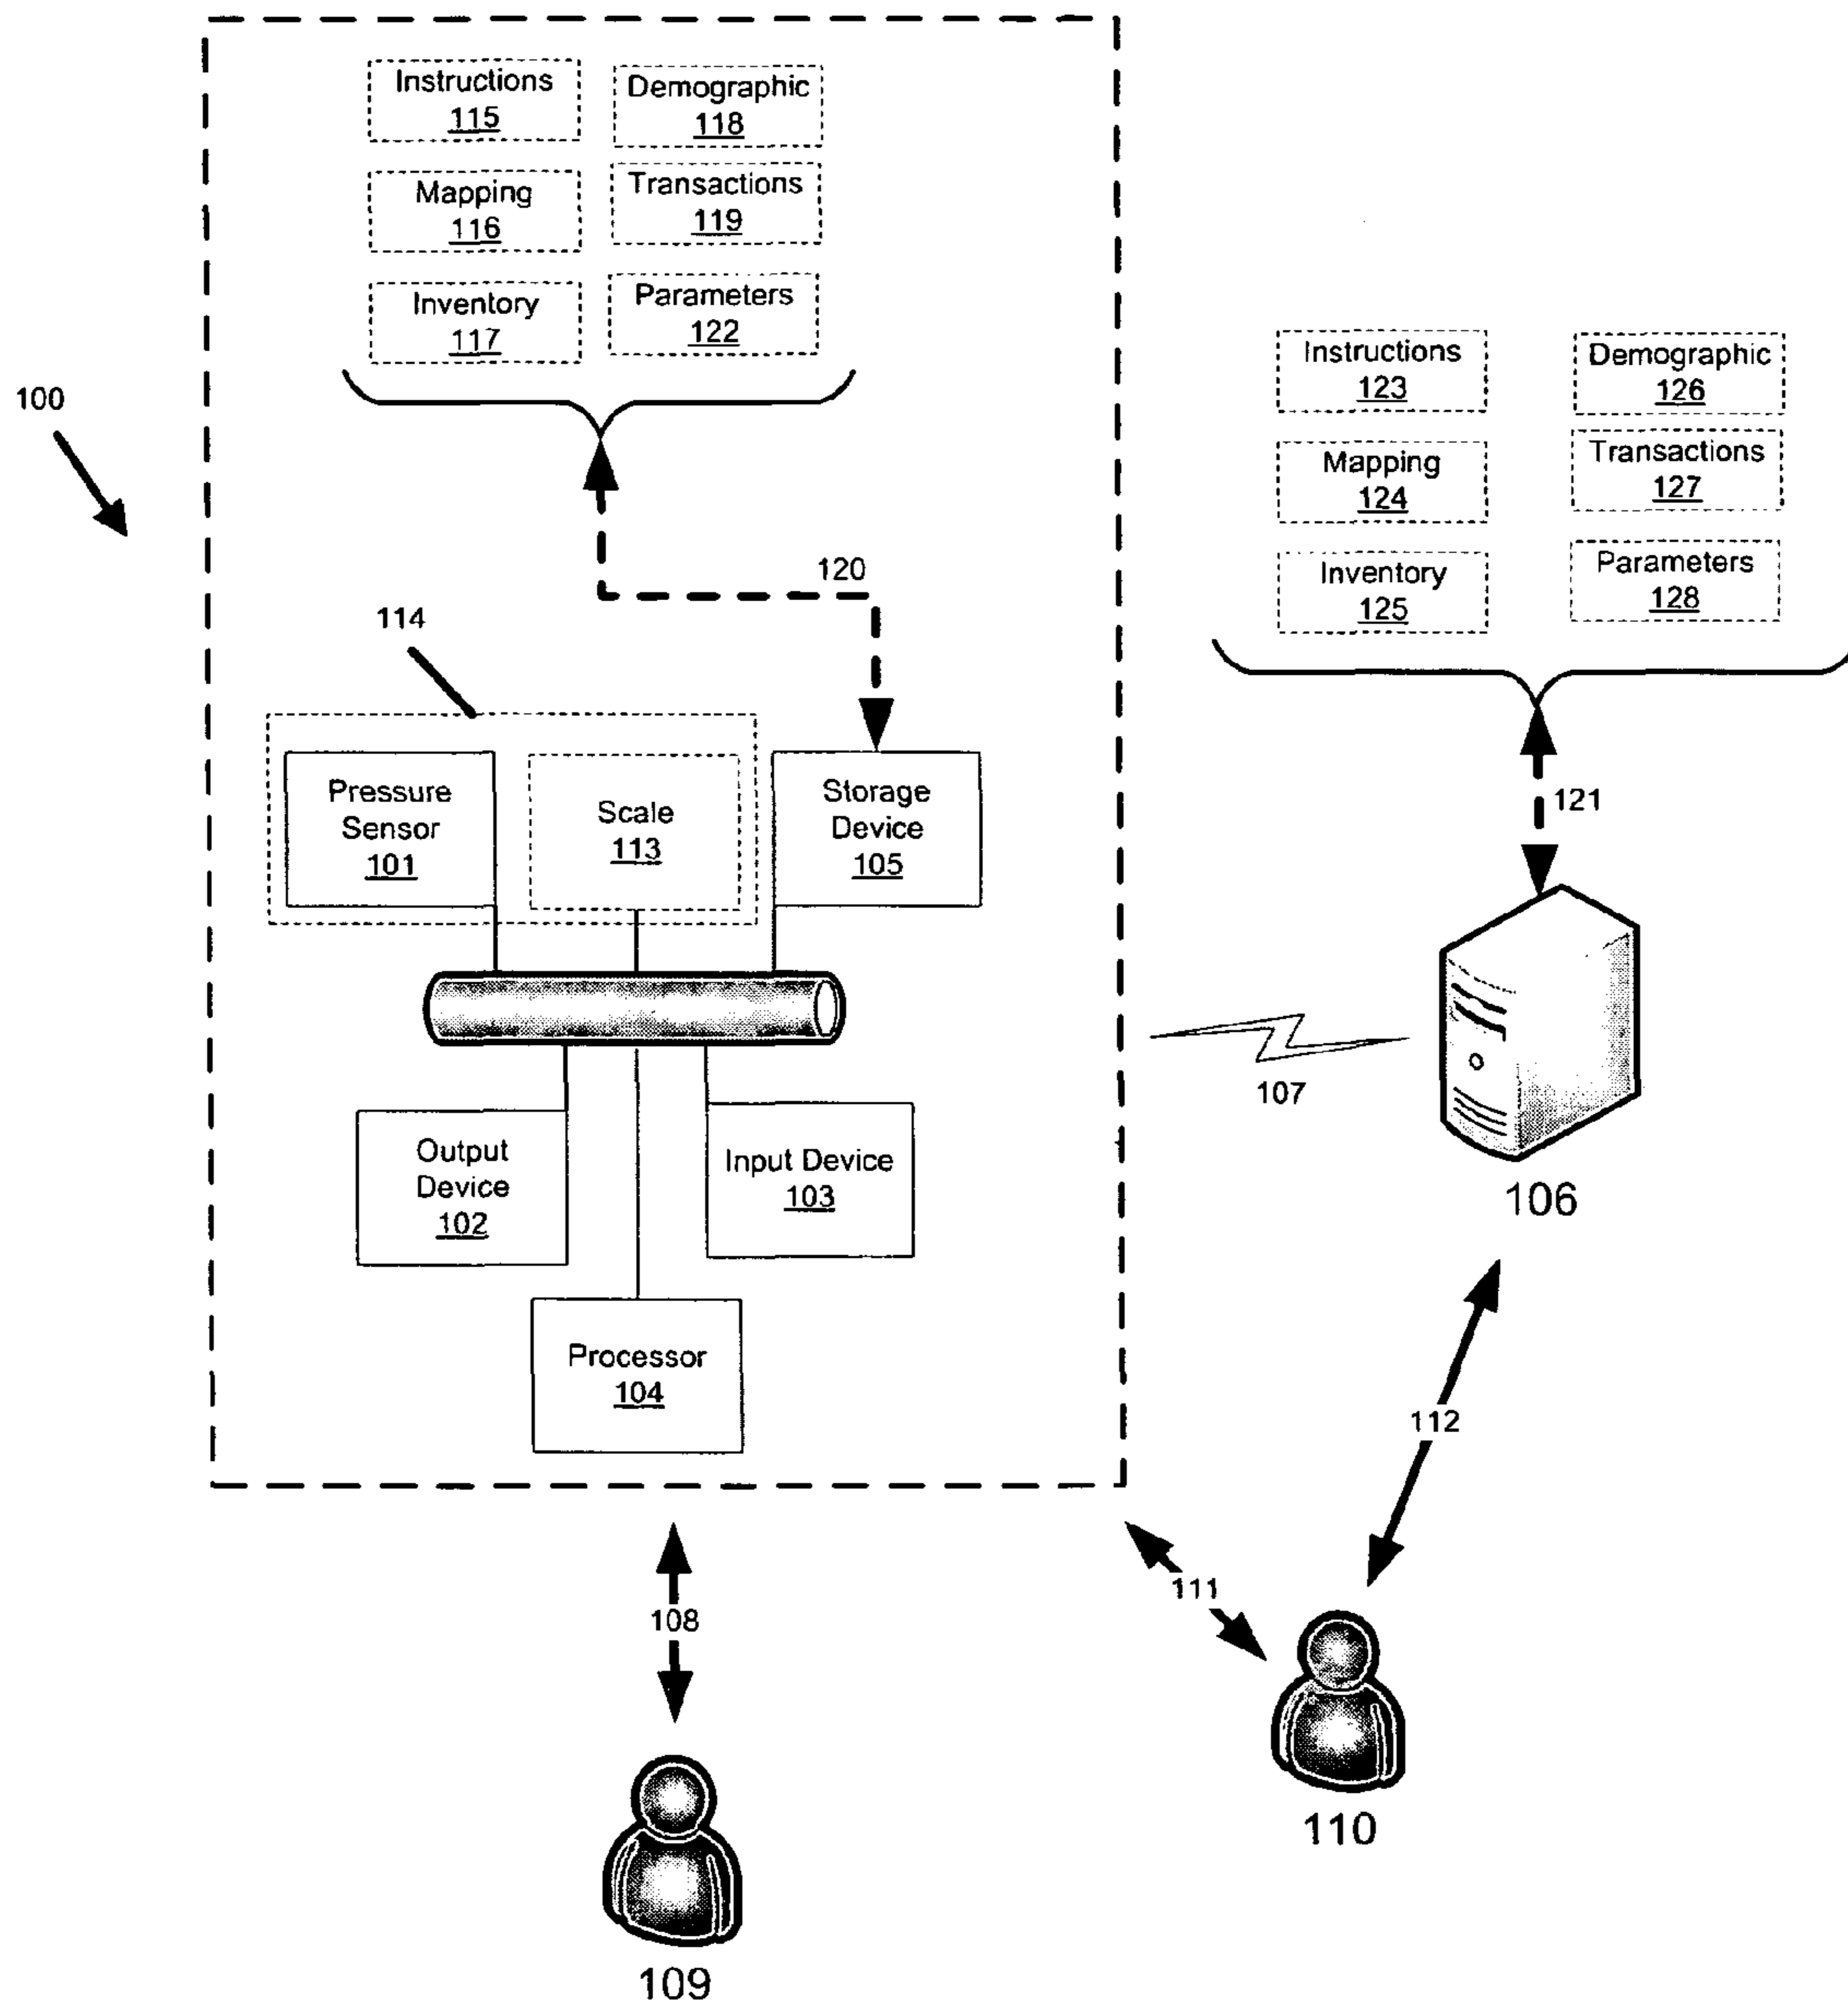 Instructions
115
Demographic
118
Mapping
116
Transactions
119
Inventory
117
Parameters
122
100
Instructions
123
Demographic
126
Mapping
124
Transactions
127
Inventory
125
Parameters
128
120
114
121
Pressure
Sensor
101
Scale
113
Storage
Device
105
107
106
Output
Device
102
Input Device
103
Processor
104
112
111
108
110
109